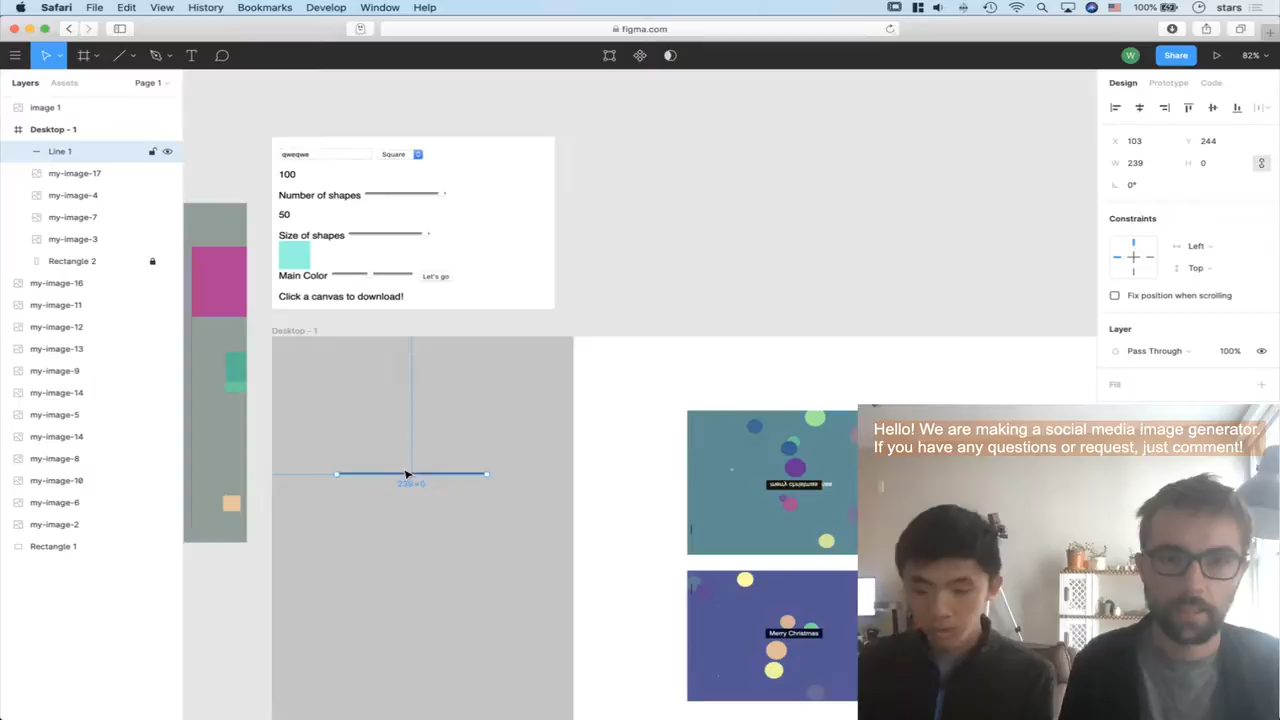 Safari File Edit View History Bookmarks Develop Window Help 100% stars
figma.com
W Share 82%
Layers Assets Page 1
Design Prototype Code
image 1
Desktop - 1
Line 1
my-image-17
my-image-4
my-image-7
my-image-3
Rectangle 2
my-image-16
my-image-11
my-image-12
my-image-13
my-image-9
my-image-14
my-image-5
my-image-14
my-image-8
my-image-10
my-image-6
my-image-2
Rectangle 1
qweqwe Square
100
Number of shapes
50
Size of shapes
Main Color Let's go
Click a canvas to download!
Desktop - 1
239×0
merry christmas
Merry Christmas
X 103 Y 244
W 239 H 0
0°
Constraints
Left
Top
Fix position when scrolling
Layer
Pass Through 100%
Fill
Hello! We are making a social media image generator.
If you have any questions or request, just comment!